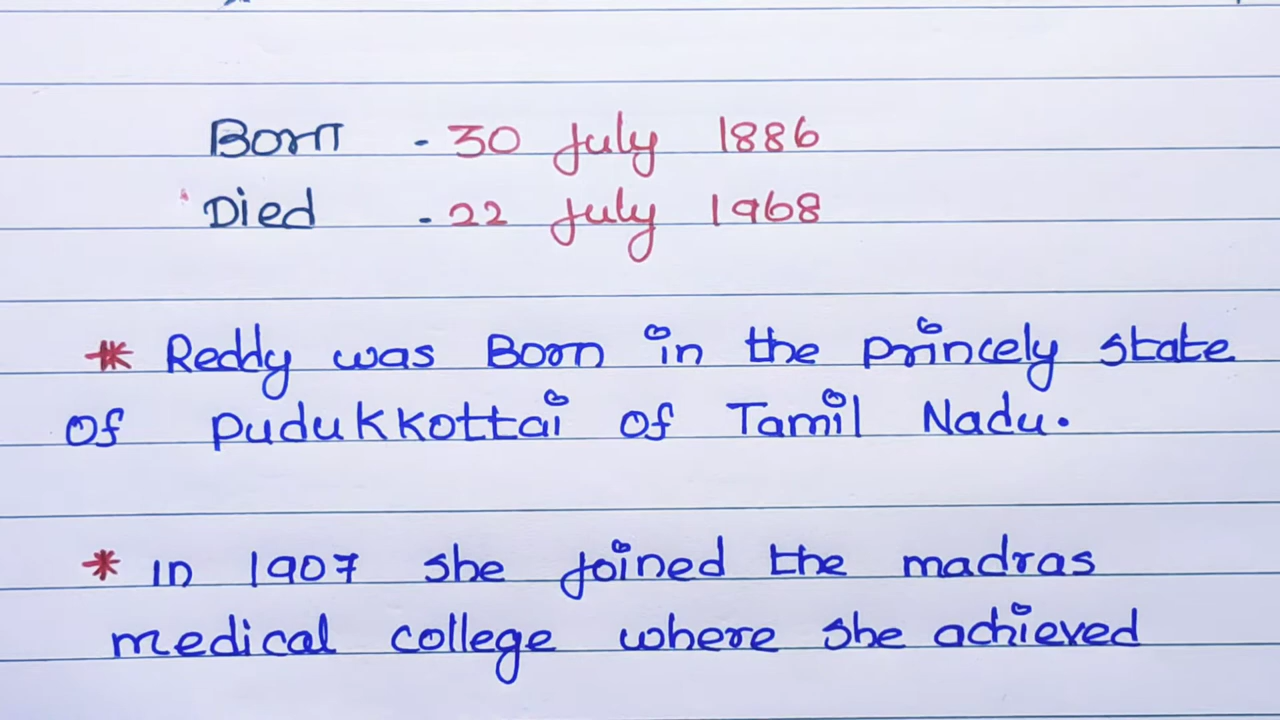 Born - 30 July 1886
Died - 22 July 1968
* Reddy was Born in the princely state
of Pudukkottai of Tamil Nadu.
* In 1907 she joined the madras
medical college where she achieved